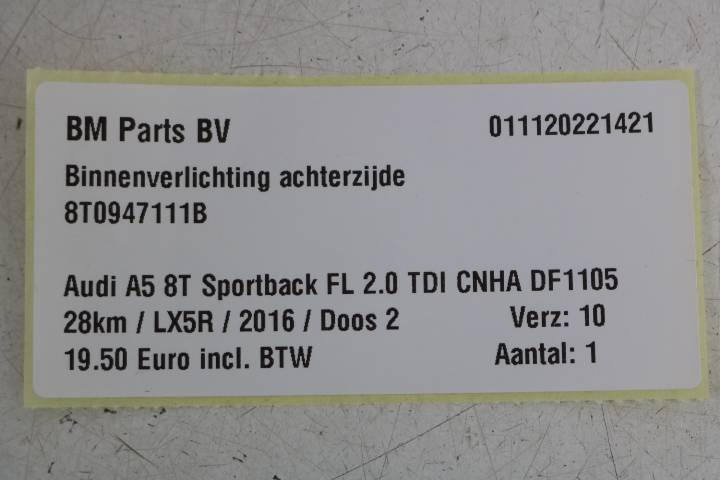 BM Parts BV 011120221421
Binnenverlichting achterzijde
8T0947111B
Audi A5 8T Sportback FL 2.0 TDI CNHA DF1105
28km / LX5R / 2016 / Doos 2 Verz: 10
19.50 Euro incl. BTW Aantal: 1